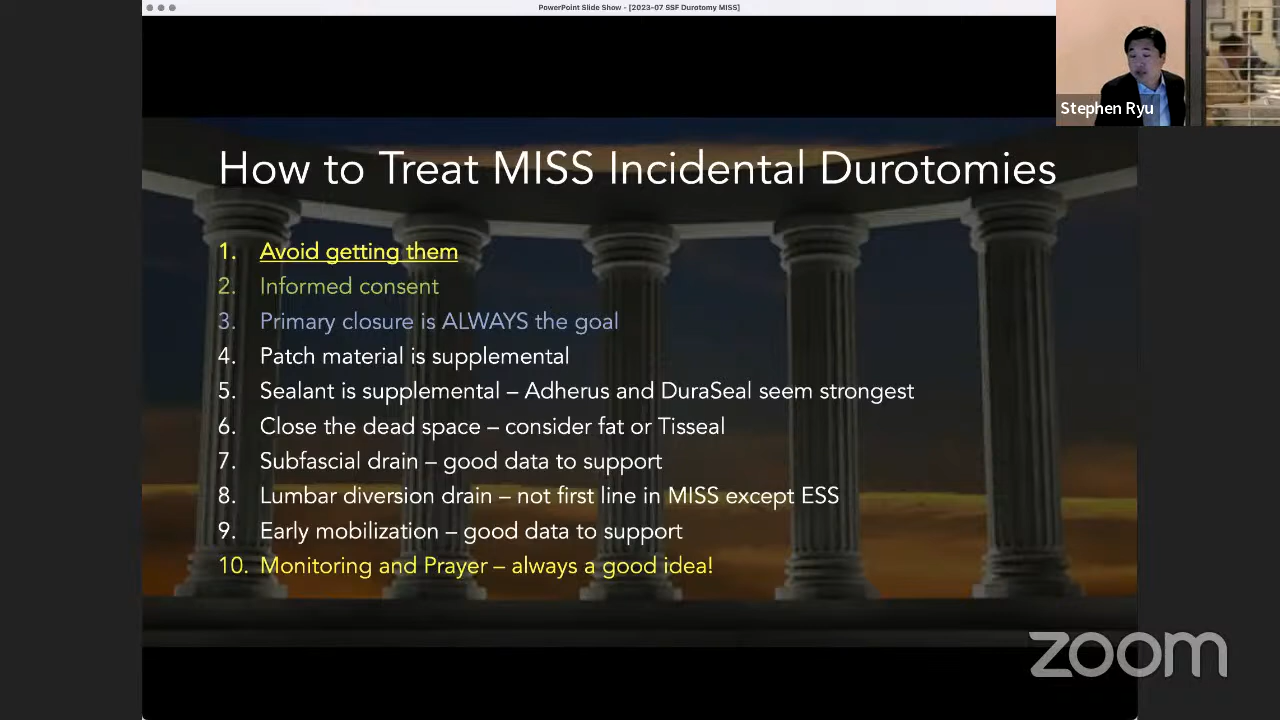 PowerPoint Slide Show - [2023-07 SSF Durotomy MISS]
Stephen Ryu
How to Treat MISS Incidental Durotomies
1. Avoid getting them
2. Informed consent
3. Primary closure is ALWAYS the goal
4. Patch material is supplemental
5. Sealant is supplemental – Adherus and DuraSeal seem strongest
6. Close the dead space – consider fat or Tisseal
7. Subfascial drain – good data to support
8. Lumbar diversion drain – not first line in MISS except ESS
9. Early mobilization – good data to support
10. Monitoring and Prayer – always a good idea!
zoom